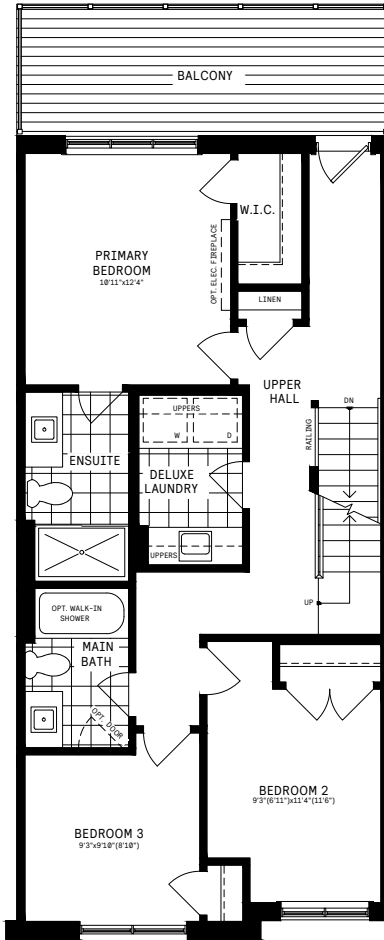 BALCONY
W.I.C.
PRIMARY
BEDROOM
10'11"x12'4"
OPT. ELEC. FIREPLACE
LINEN
UPPER
HALL
DN
RAILING
UPPERS
W
D
ENSUITE
DELUXE
LAUNDRY
UPPERS
UP
OPT. WALK-IN
SHOWER
MAIN
BATH
OPT. DOOR
BEDROOM 2
9'3"(6'11")x11'4"(11'6")
BEDROOM 3
9'3"x9'10"(8'10")